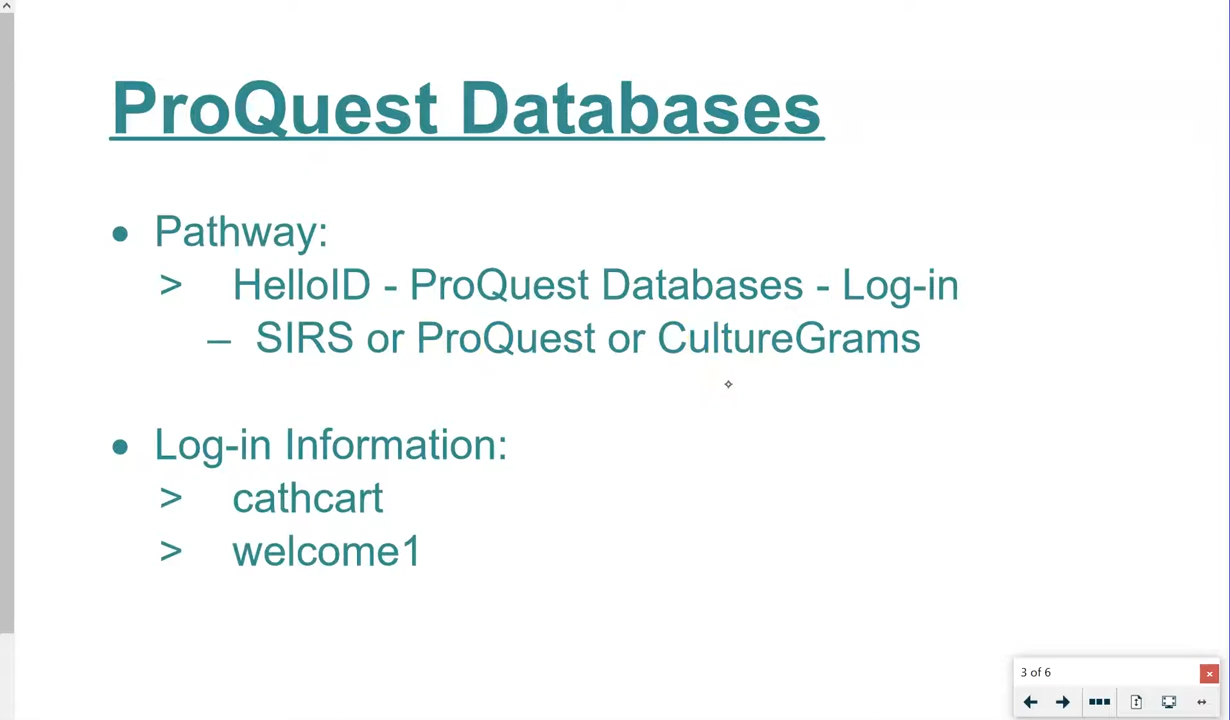 ProQuest Databases
• Pathway:
> HelloID - ProQuest Databases - Log-in
– SIRS or ProQuest or CultureGrams
• Log-in Information:
> cathcart
> welcome1
3 of 6